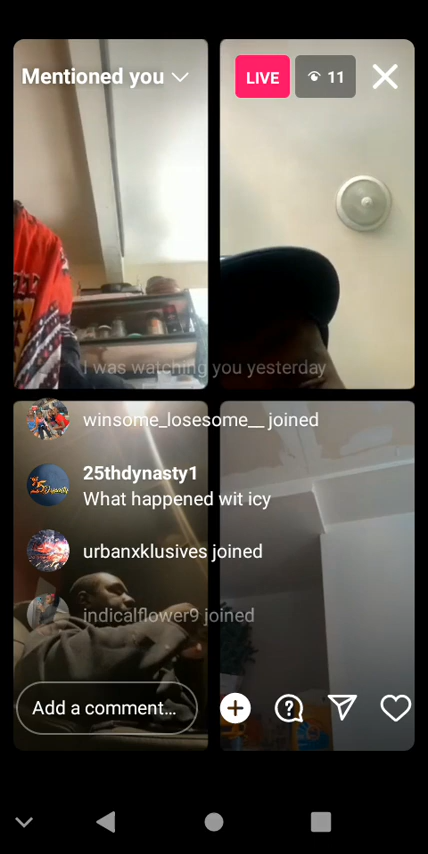 Mentioned you
LIVE
11
I was watching you yesterday
winsome_losesome__ joined
25thdynasty1
What happened wit icy
urbanxklusives joined
indicalflower9 joined
Add a comment...